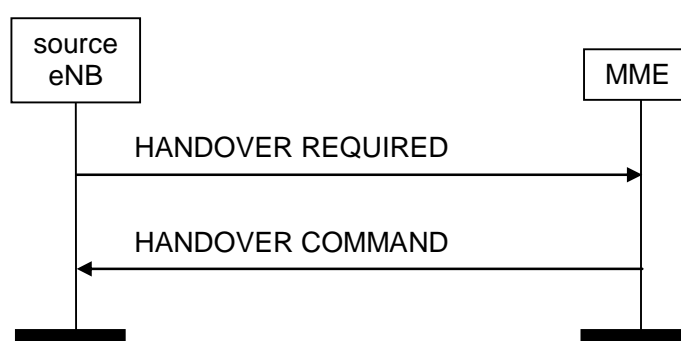 source
eNB
MME
HANDOVER REQUIRED
HANDOVER COMMAND